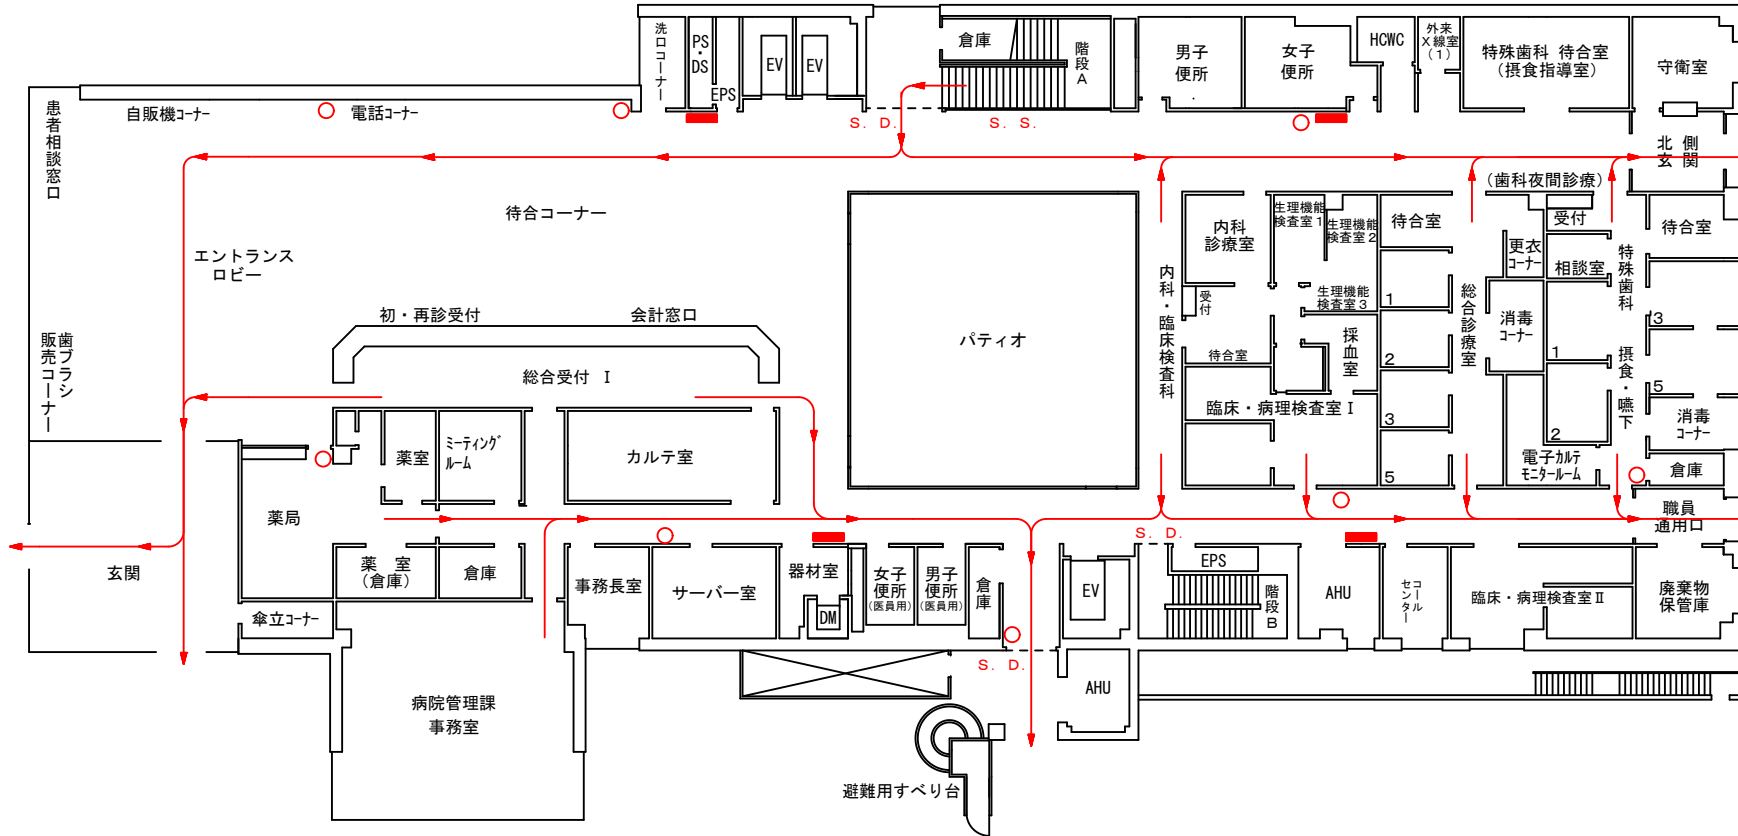 洗口コーナー
PS・DS
EPS
EV
EV
倉庫
階段A
男子
便所
女子
便所
HCWC
外来
X線室
(1)
特殊歯科 待合室
(摂食指導室)
守衛室
患者相談窓口
自販機コーナー
電話コーナー
S. D.
S. S.
北側
玄関
(歯科夜間診療)
待合コーナー
エントランス
ロビー
内科
診療室
生理機能
検査室1
生理機能
検査室2
待合室
更衣
コーナー
受付
相談室
特殊歯科 摂食・嚥下
待合室
内科・臨床検査科
受付
生理機能
検査室3
1
総合診療室
消毒
コーナー
3
初・再診受付
会計窓口
パティオ
採血室
歯ブラシ
販売コーナー
待合室
2
1
5
総合受付 I
臨床・病理検査室 I
3
消毒
コーナー
薬室
ミーティング
ルーム
カルテ室
2
5
電子カルテ
モニタールーム
倉庫
薬局
職員
通用口
S. D.
玄関
薬室
(倉庫)
倉庫
事務長室
サーバー室
器材室
DM
女子
便所
(医員用)
男子
便所
(医員用)
倉庫
EV
EPS
階段B
AHU
コール
センター
臨床・病理検査室 II
廃棄物
保管庫
傘立コーナー
S. D.
AHU
病院管理課
事務室
避難用すべり台